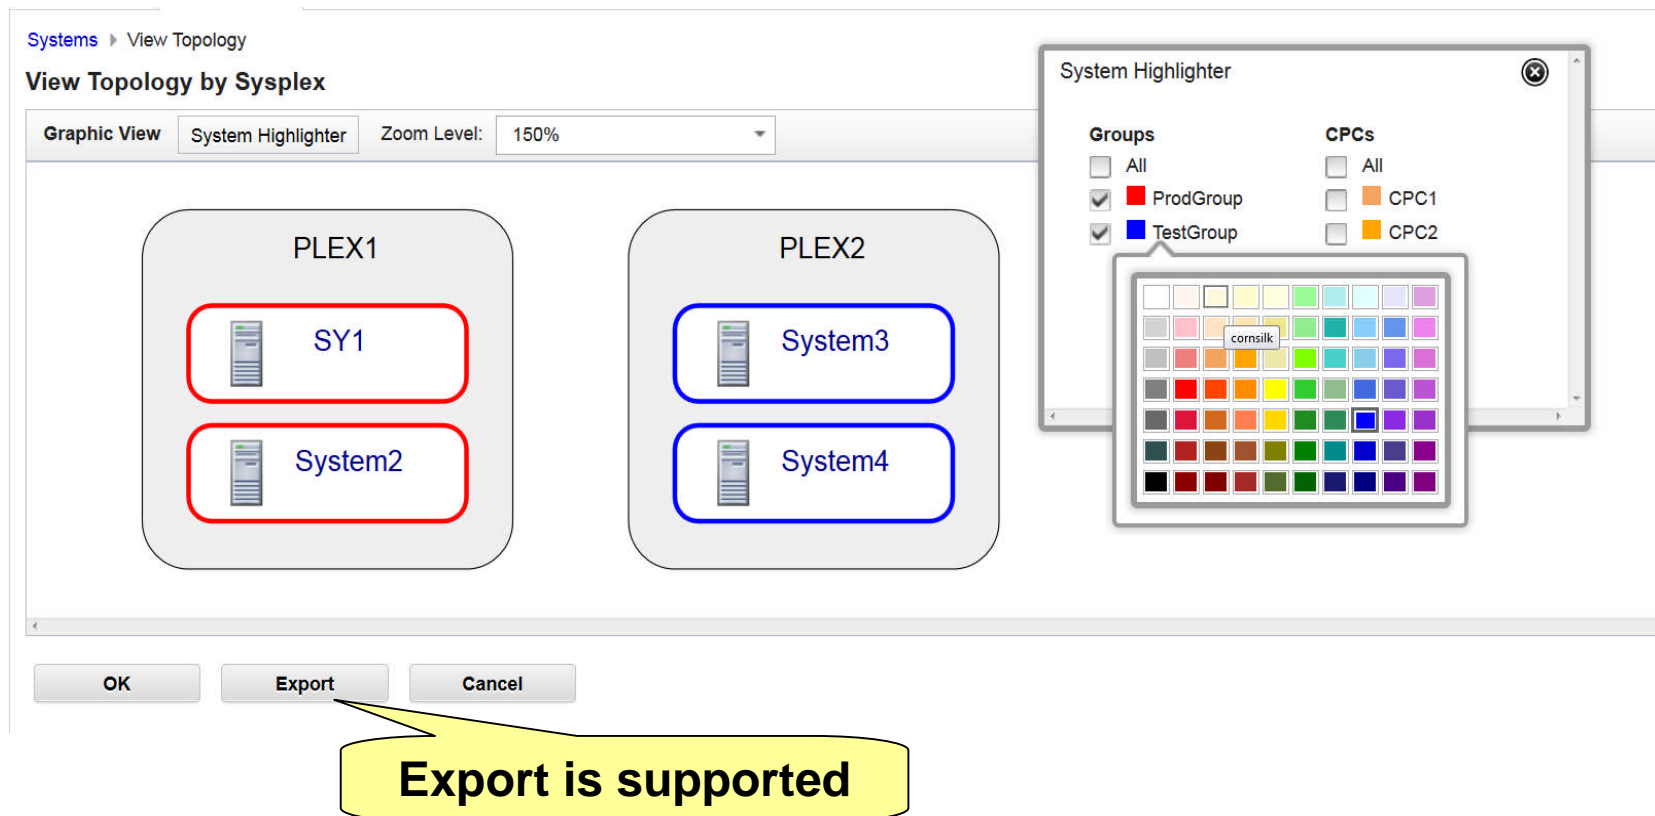 Systems View Topology
View Topology by Sysplex
Graphic View System Highlighter Zoom Level: 150%
PLEX1
SY1
System2
PLEX2
System3
System4
System Highlighter
Groups CPCs
All All
ProdGroup CPC1
TestGroup CPC2
cornsilk
OK Export Cancel
Export is supported